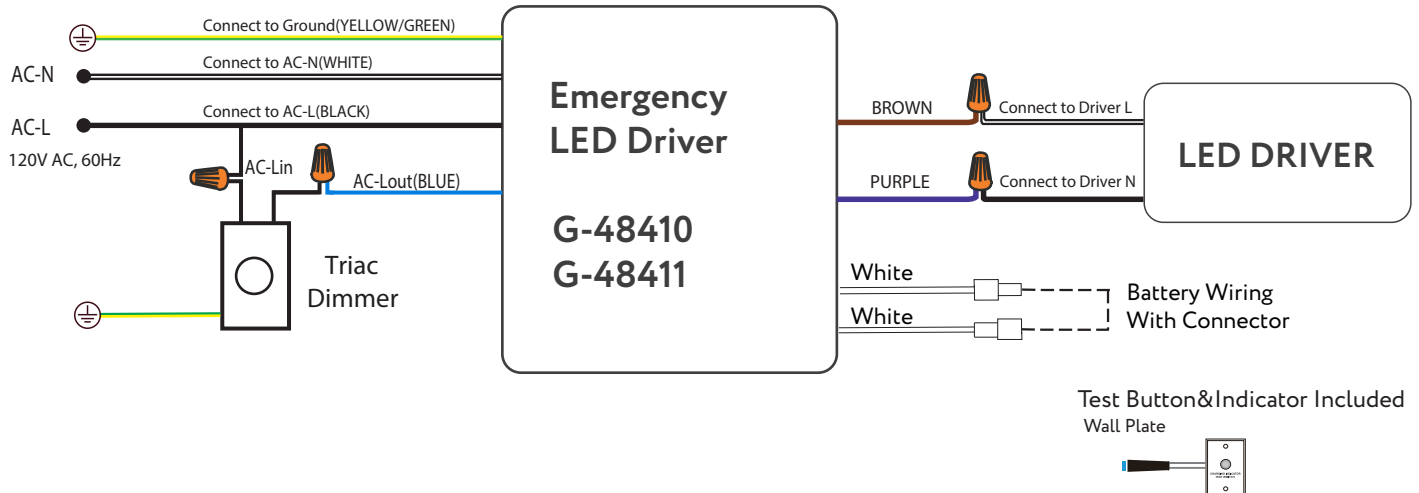 Connect to Ground(YELLOW/GREEN)
AC-N
Connect to AC-N(WHITE)
AC-L
Connect to AC-L(BLACK)
120V AC, 60Hz
AC-Lin
AC-Lout(BLUE)
Triac
Dimmer
Emergency
LED Driver
G-48410
G-48411
BROWN
Connect to Driver L
PURPLE
Connect to Driver N
LED DRIVER
White
White
Battery Wiring
With Connector
Test Button&Indicator Included
Wall Plate